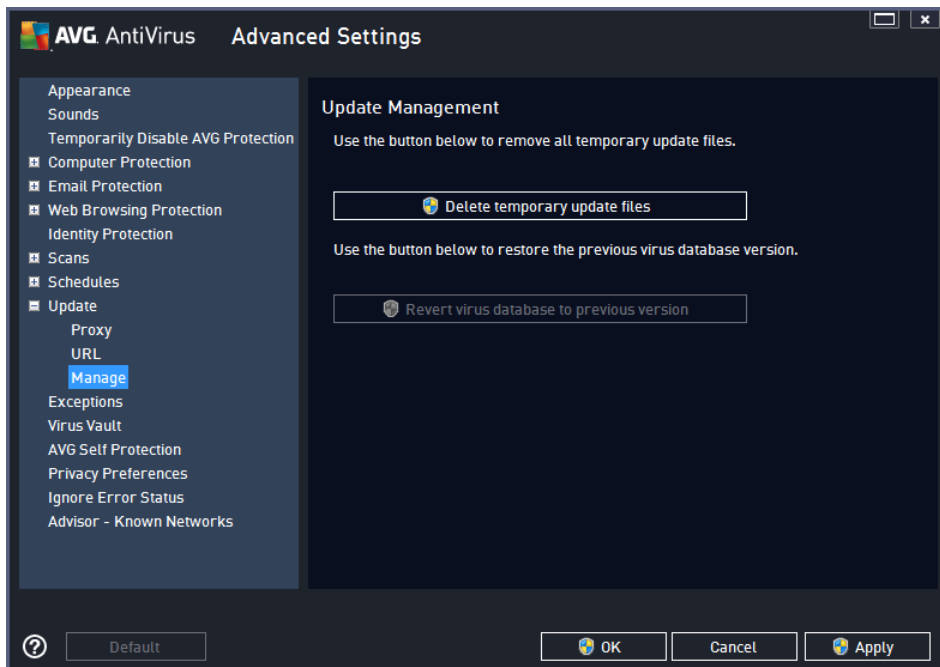 AVG. AntiVirus Advanced Settings
Appearance
Sounds
Temporarily Disable AVG Protection
Computer Protection
Email Protection
Web Browsing Protection
Identity Protection
Scans
Schedules
Update
Proxy
URL
Manage
Exceptions
Virus Vault
AVG Self Protection
Privacy Preferences
Ignore Error Status
Advisor - Known Networks
Update Management
Use the button below to remove all temporary update files.
Delete temporary update files
Use the button below to restore the previous virus database version.
Revert virus database to previous version
? Default OK Cancel Apply